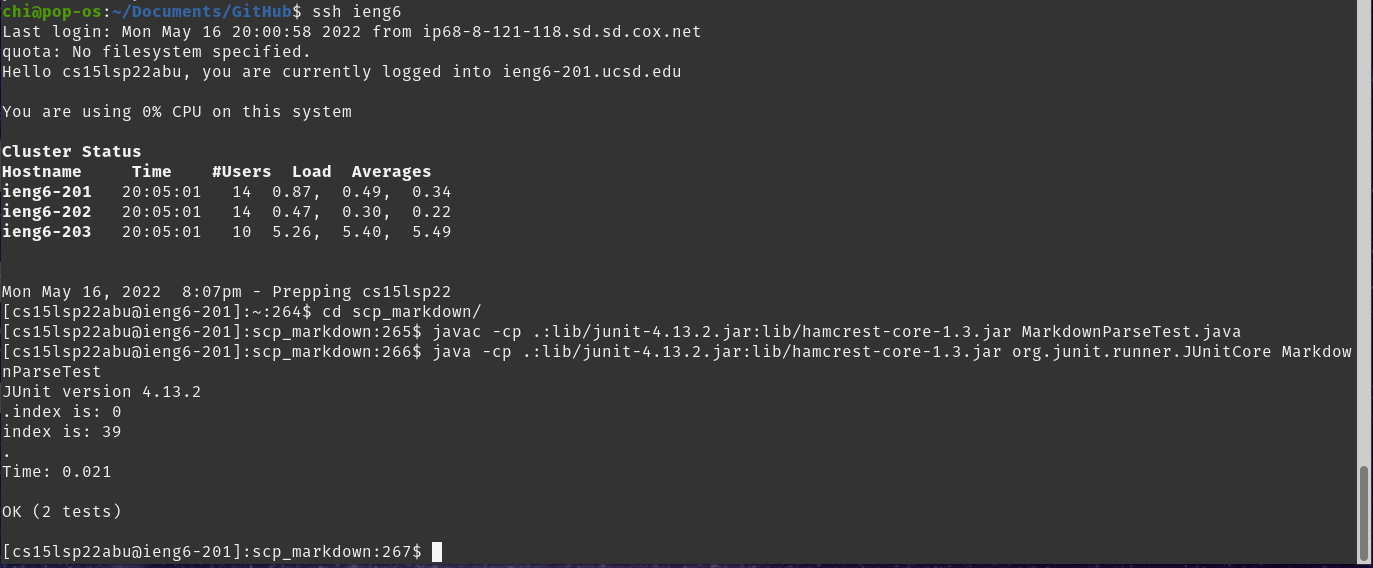 chi@pop-os:~/Documents/GitHub$ ssh ieng6
Last login: Mon May 16 20:00:58 2022 from ip68-8-121-118.sd.sd.cox.net
quota: No filesystem specified.
Hello cs15lsp22abu, you are currently logged into ieng6-201.ucsd.edu
You are using 0% CPU on this system
Cluster Status
Hostname     Time    #Users  Load  Averages
ieng6-201   20:05:01   14  0.87,  0.49,  0.34
ieng6-202   20:05:01   14  0.47,  0.30,  0.22
ieng6-203   20:05:01   10  5.26,  5.40,  5.49
Mon May 16, 2022  8:07pm - Prepping cs15lsp22
[cs15lsp22abu@ieng6-201]:~:264$ cd scp_markdown/
[cs15lsp22abu@ieng6-201]:scp_markdown:265$ javac -cp .:lib/junit-4.13.2.jar:lib/hamcrest-core-1.3.jar MarkdownParseTest.java
[cs15lsp22abu@ieng6-201]:scp_markdown:266$ java -cp .:lib/junit-4.13.2.jar:lib/hamcrest-core-1.3.jar org.junit.runner.JUnitCore Markdow
nParseTest
JUnit version 4.13.2
.index is: 0
index is: 39
.
Time: 0.021
OK (2 tests)
[cs15lsp22abu@ieng6-201]:scp_markdown:267$